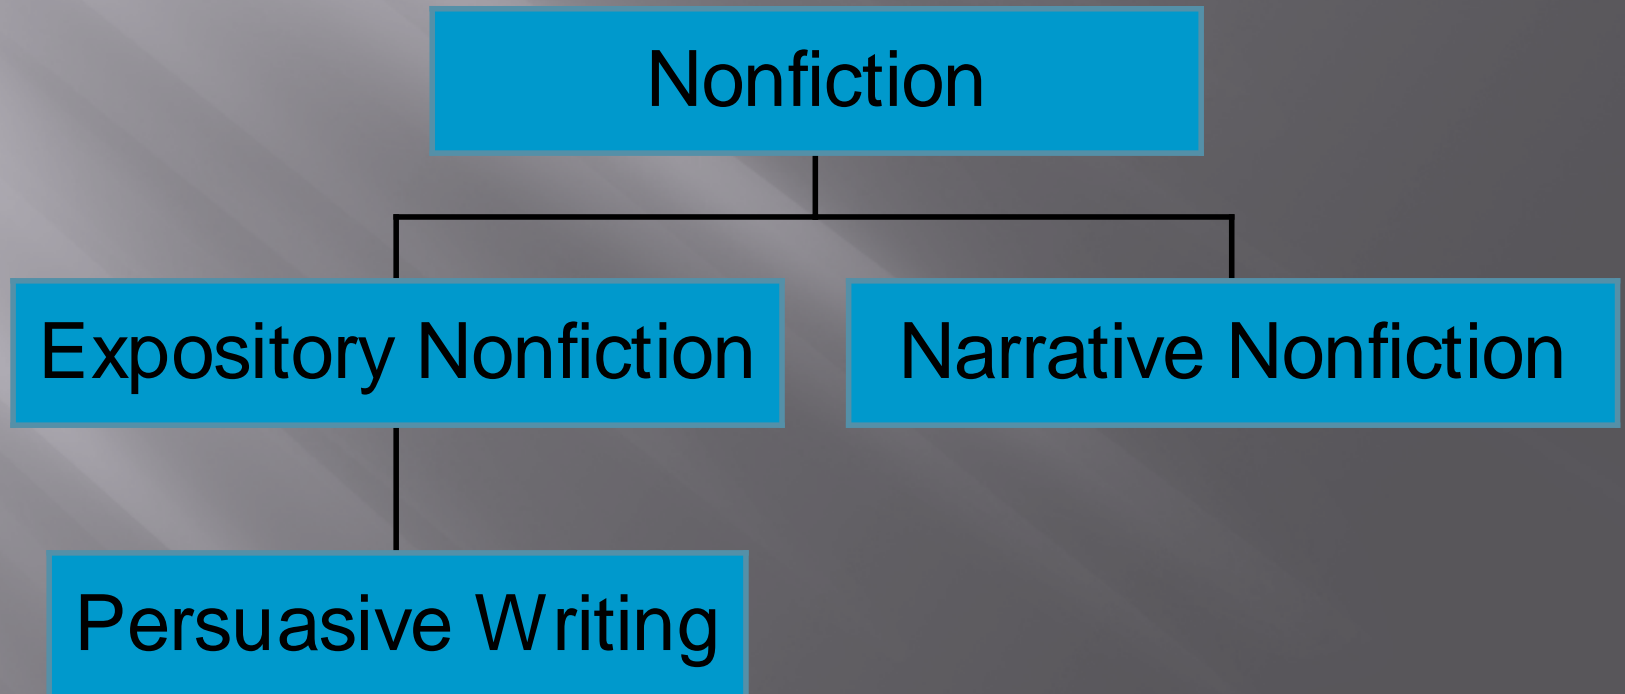 Nonfiction
Expository Nonfiction
Narrative Nonfiction
Persuasive Writing